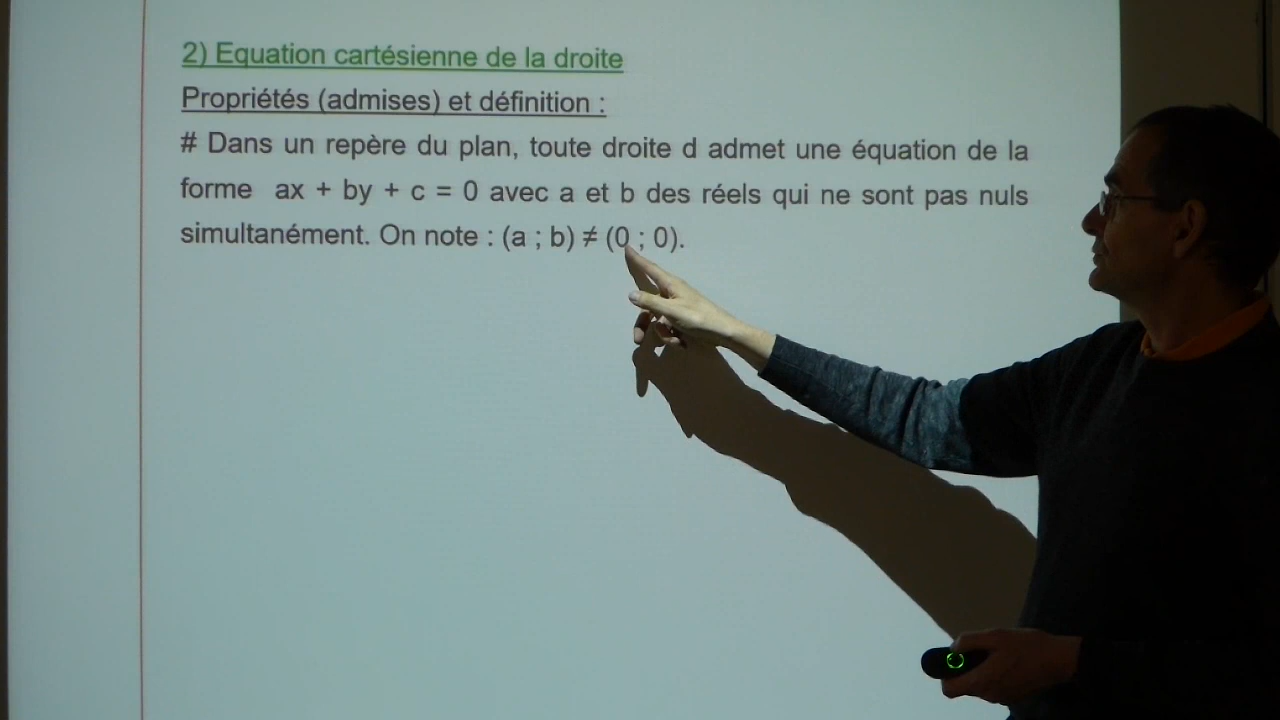 2) Equation cartésienne de la droite
Propriétés (admises) et définition :
# Dans un repère du plan, toute droite d admet une équation de la
forme ax + by + c = 0 avec a et b des réels qui ne sont pas nuls
simultanément. On note : (a ; b) ≠ (0 ; 0).